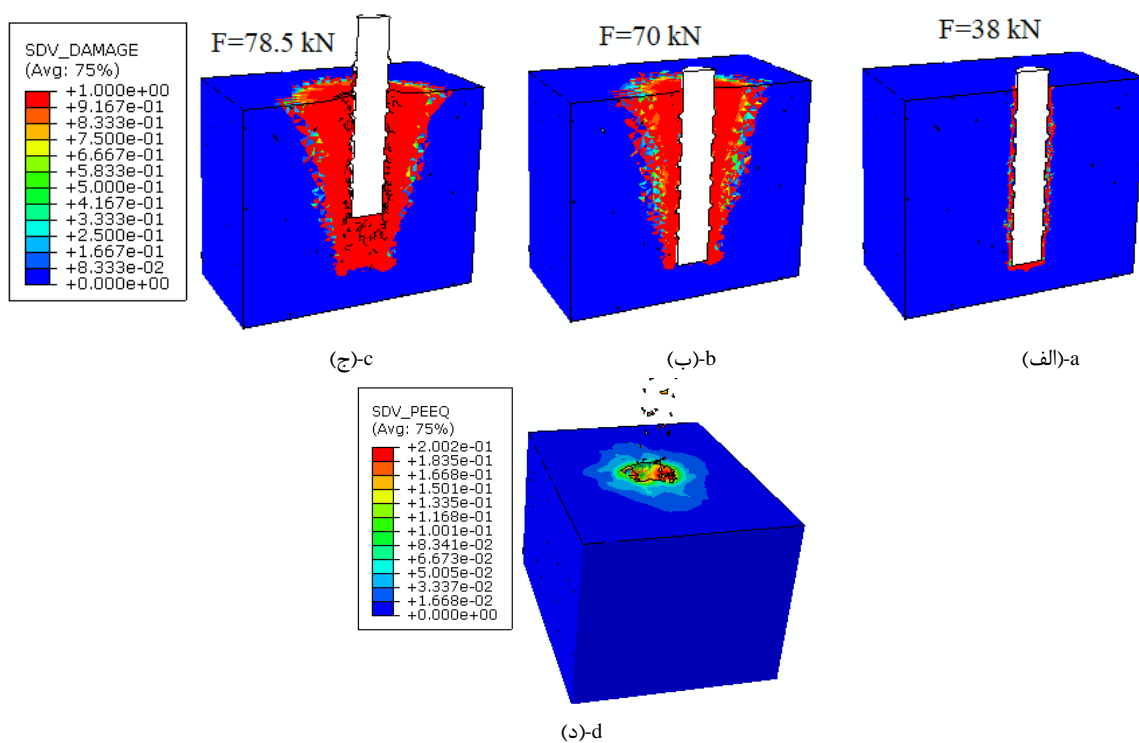 SDV_DAMAGE
(Avg: 75%)
+1.000e+00
+9.167e-01
+8.333e-01
+7.500e-01
+6.667e-01
+5.833e-01
+5.000e-01
+4.167e-01
+3.333e-01
+2.500e-01
+1.667e-01
+8.333e-02
+0.000e+00
F=78.5 kN
F=70 kN
F=38 kN
(ج)-c
(ب)-b
(الف)-a
SDV_PEEQ
(Avg: 75%)
+2.002e-01
+1.835e-01
+1.668e-01
+1.501e-01
+1.335e-01
+1.168e-01
+1.001e-01
+8.341e-02
+6.673e-02
+5.005e-02
+3.337e-02
+1.668e-02
+0.000e+00
(د)-d